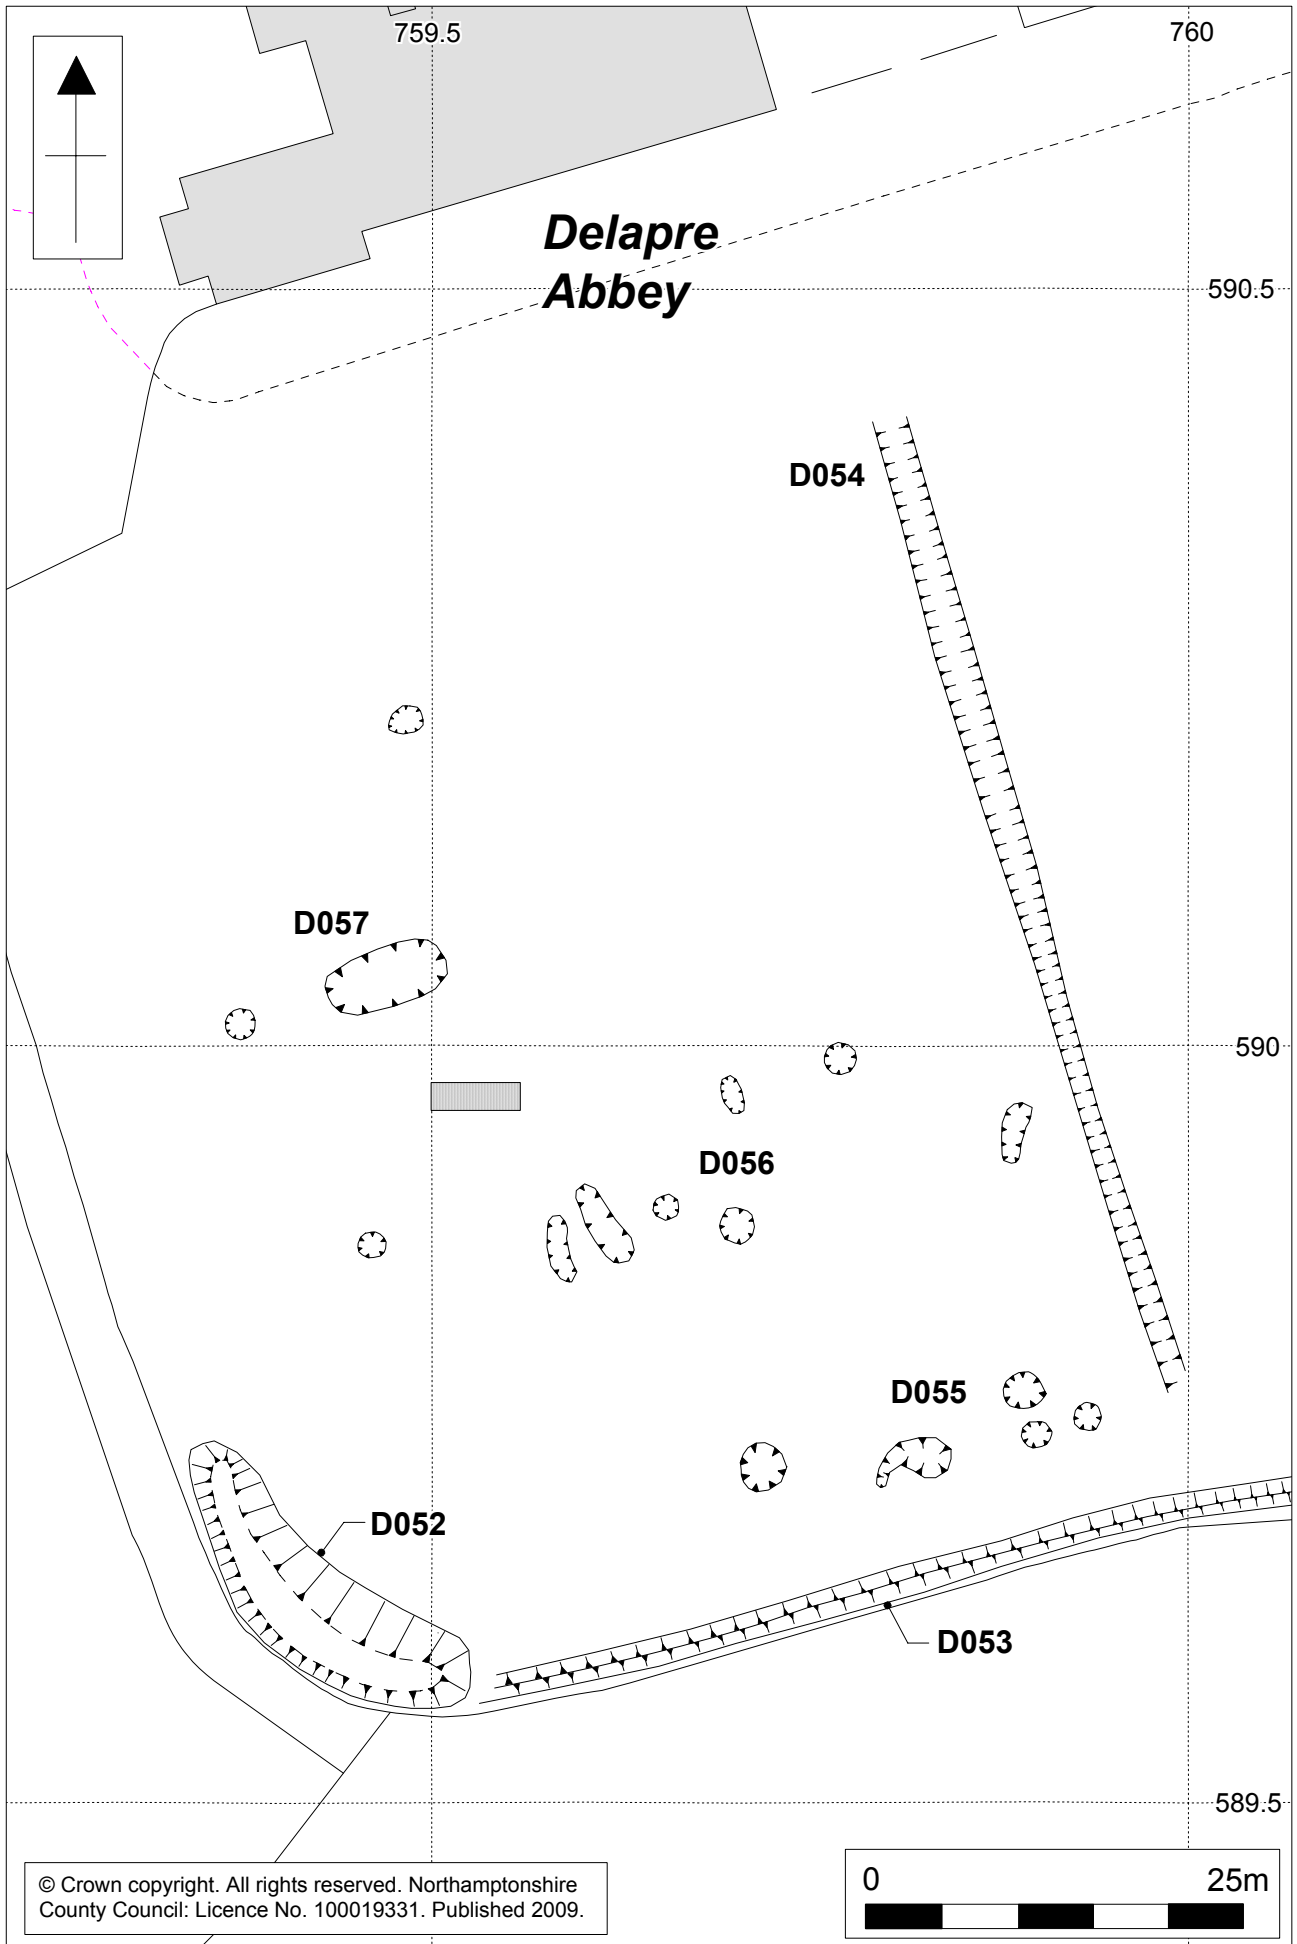 759.5
760
Delapre
Abbey
590.5
D054
D057
590
D056
D055
D052
D053
589.5
© Crown copyright. All rights reserved. Northamptonshire
County Council: Licence No. 100019331. Published 2009.
0 25m